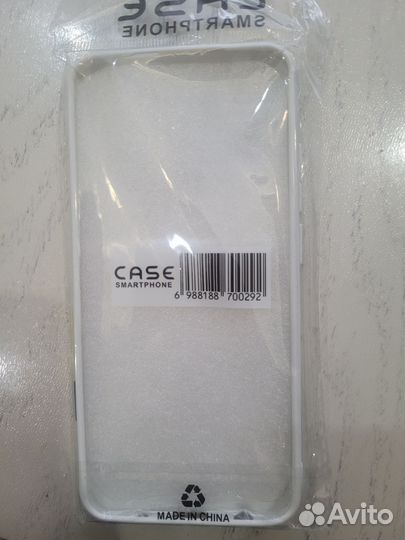 CASE
SMARTPHONE
CASE
SMARTPHONE
6 988188 700292
MADE IN CHINA
Avito